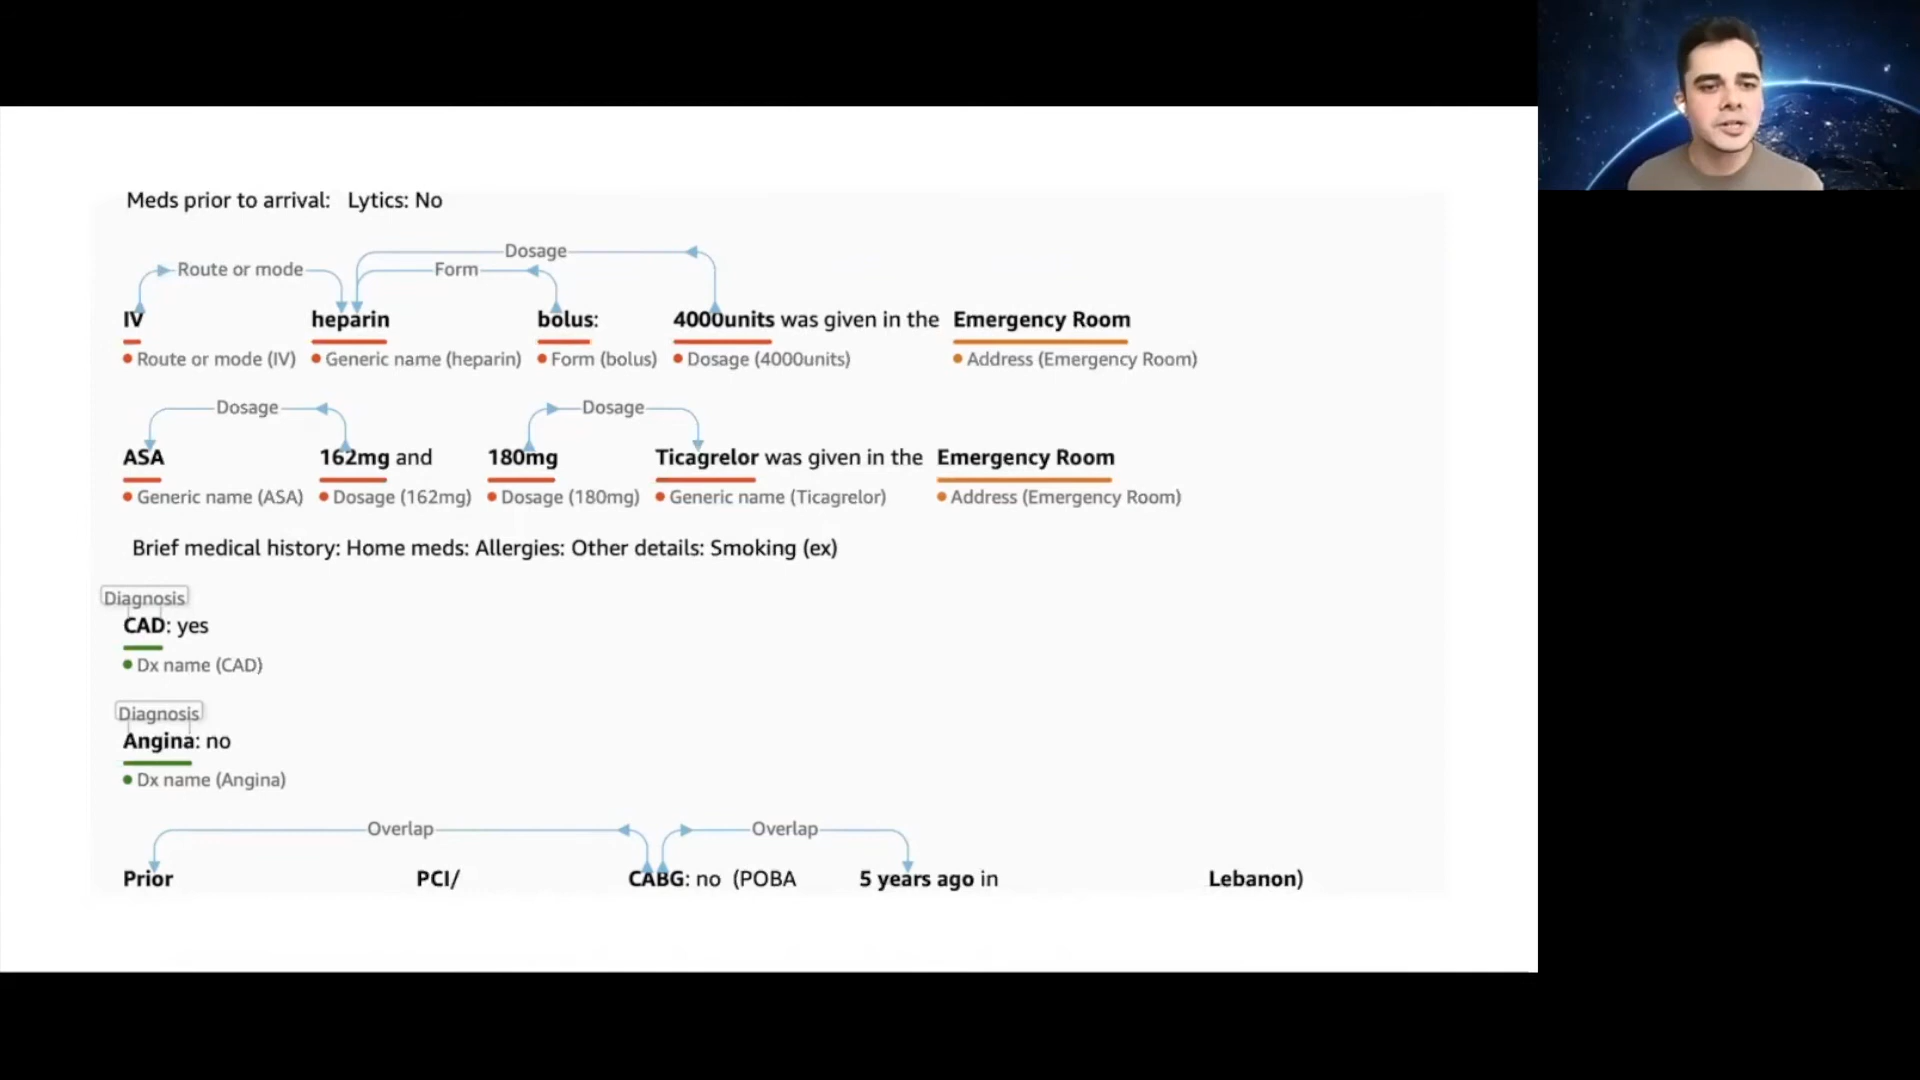 Meds prior to arrival: Lytics: No
Dosage
Route or mode Form
IV heparin bolus: 4000units was given in the Emergency Room
Route or mode (IV) Generic name (heparin) Form (bolus) Dosage (4000units) Address (Emergency Room)
Dosage Dosage
ASA 162mg and 180mg Ticagrelor was given in the Emergency Room
Generic name (ASA) Dosage (162mg) Dosage (180mg) Generic name (Ticagrelor) Address (Emergency Room)
Brief medical history: Home meds: Allergies: Other details: Smoking (ex)
Diagnosis
CAD: yes
Dx name (CAD)
Diagnosis
Angina: no
Dx name (Angina)
Overlap Overlap
Prior PCI/ CABG: no (POBA 5 years ago in Lebanon)